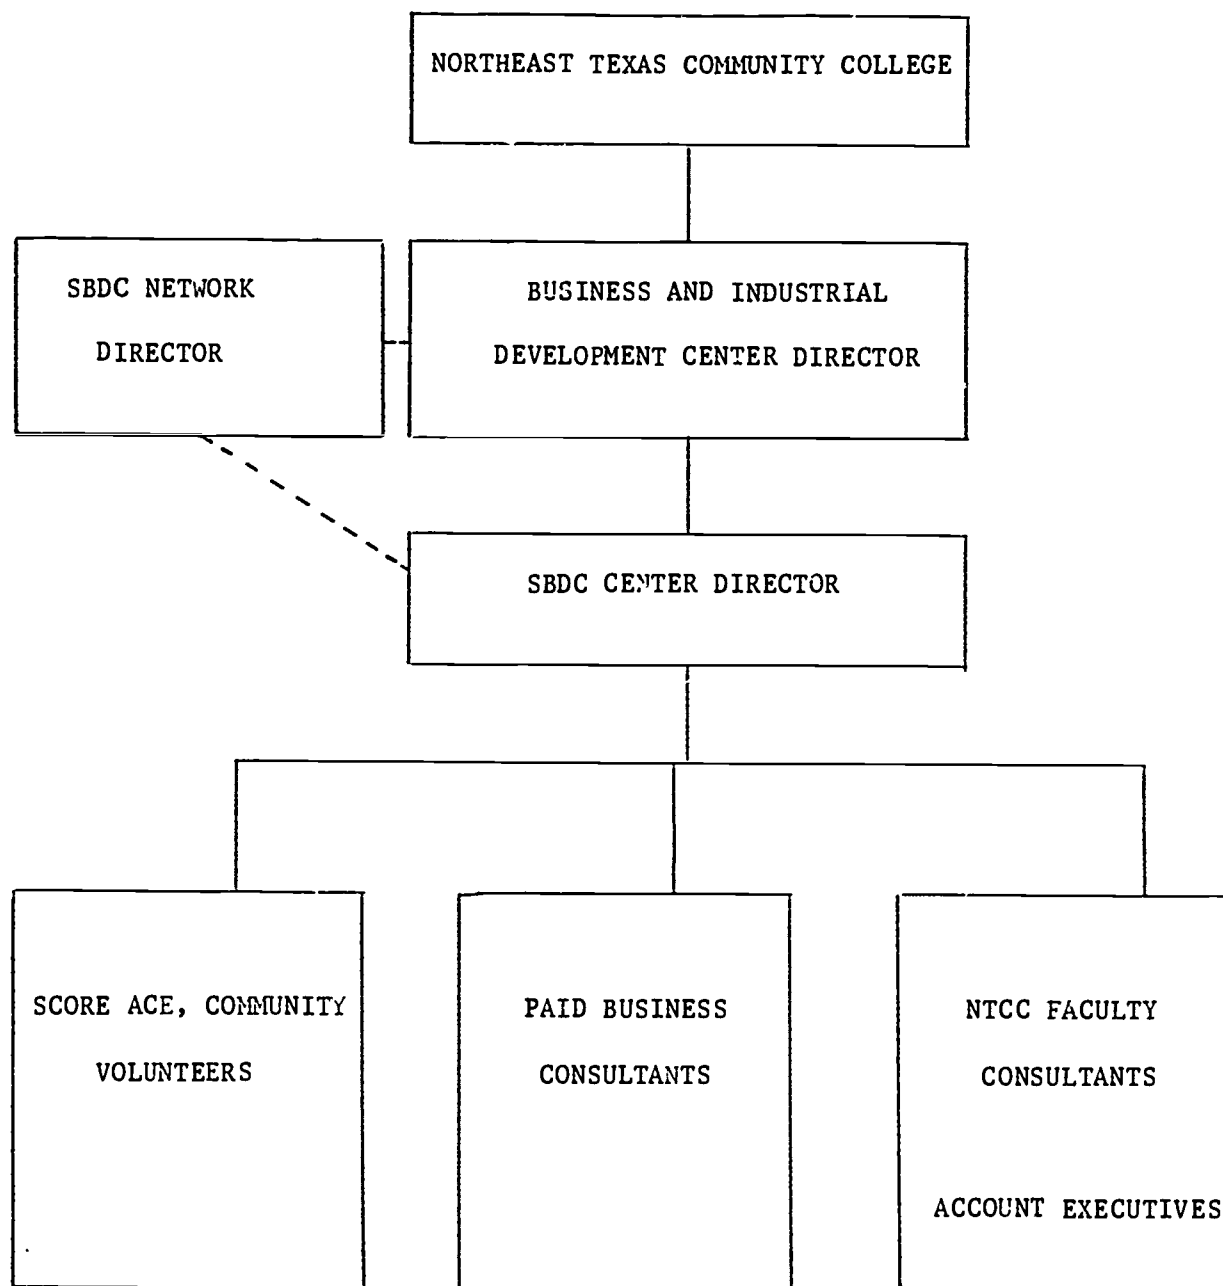 NORTHEAST TEXAS COMMUNITY COLLEGE
SBDC NETWORK
DIRECTOR
BUSINESS AND INDUSTRIAL
DEVELOPMENT CENTER DIRECTOR
SBDC CENTER DIRECTOR
SCORE ACE, COMMUNITY
VOLUNTEERS
PAID BUSINESS
CONSULTANTS
NTCC FACULTY
CONSULTANTS
ACCOUNT EXECUTIVES